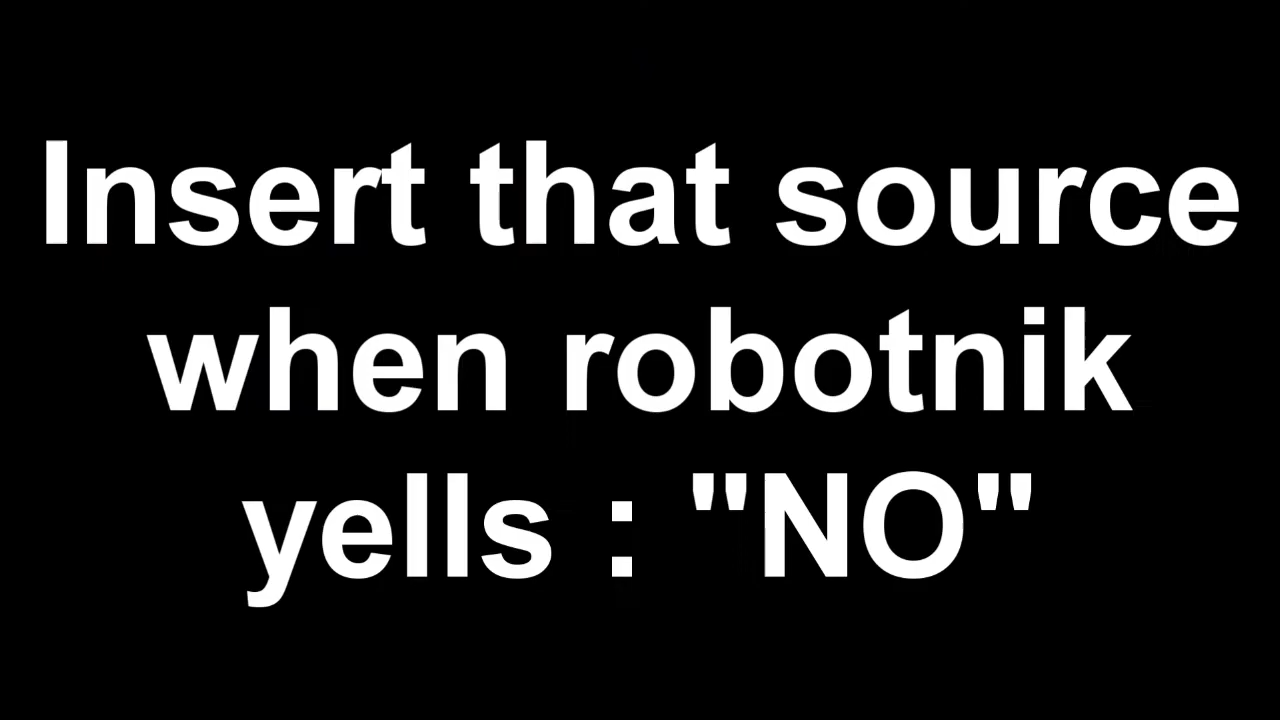 Insert that source
when robotnik
yells : "NO"